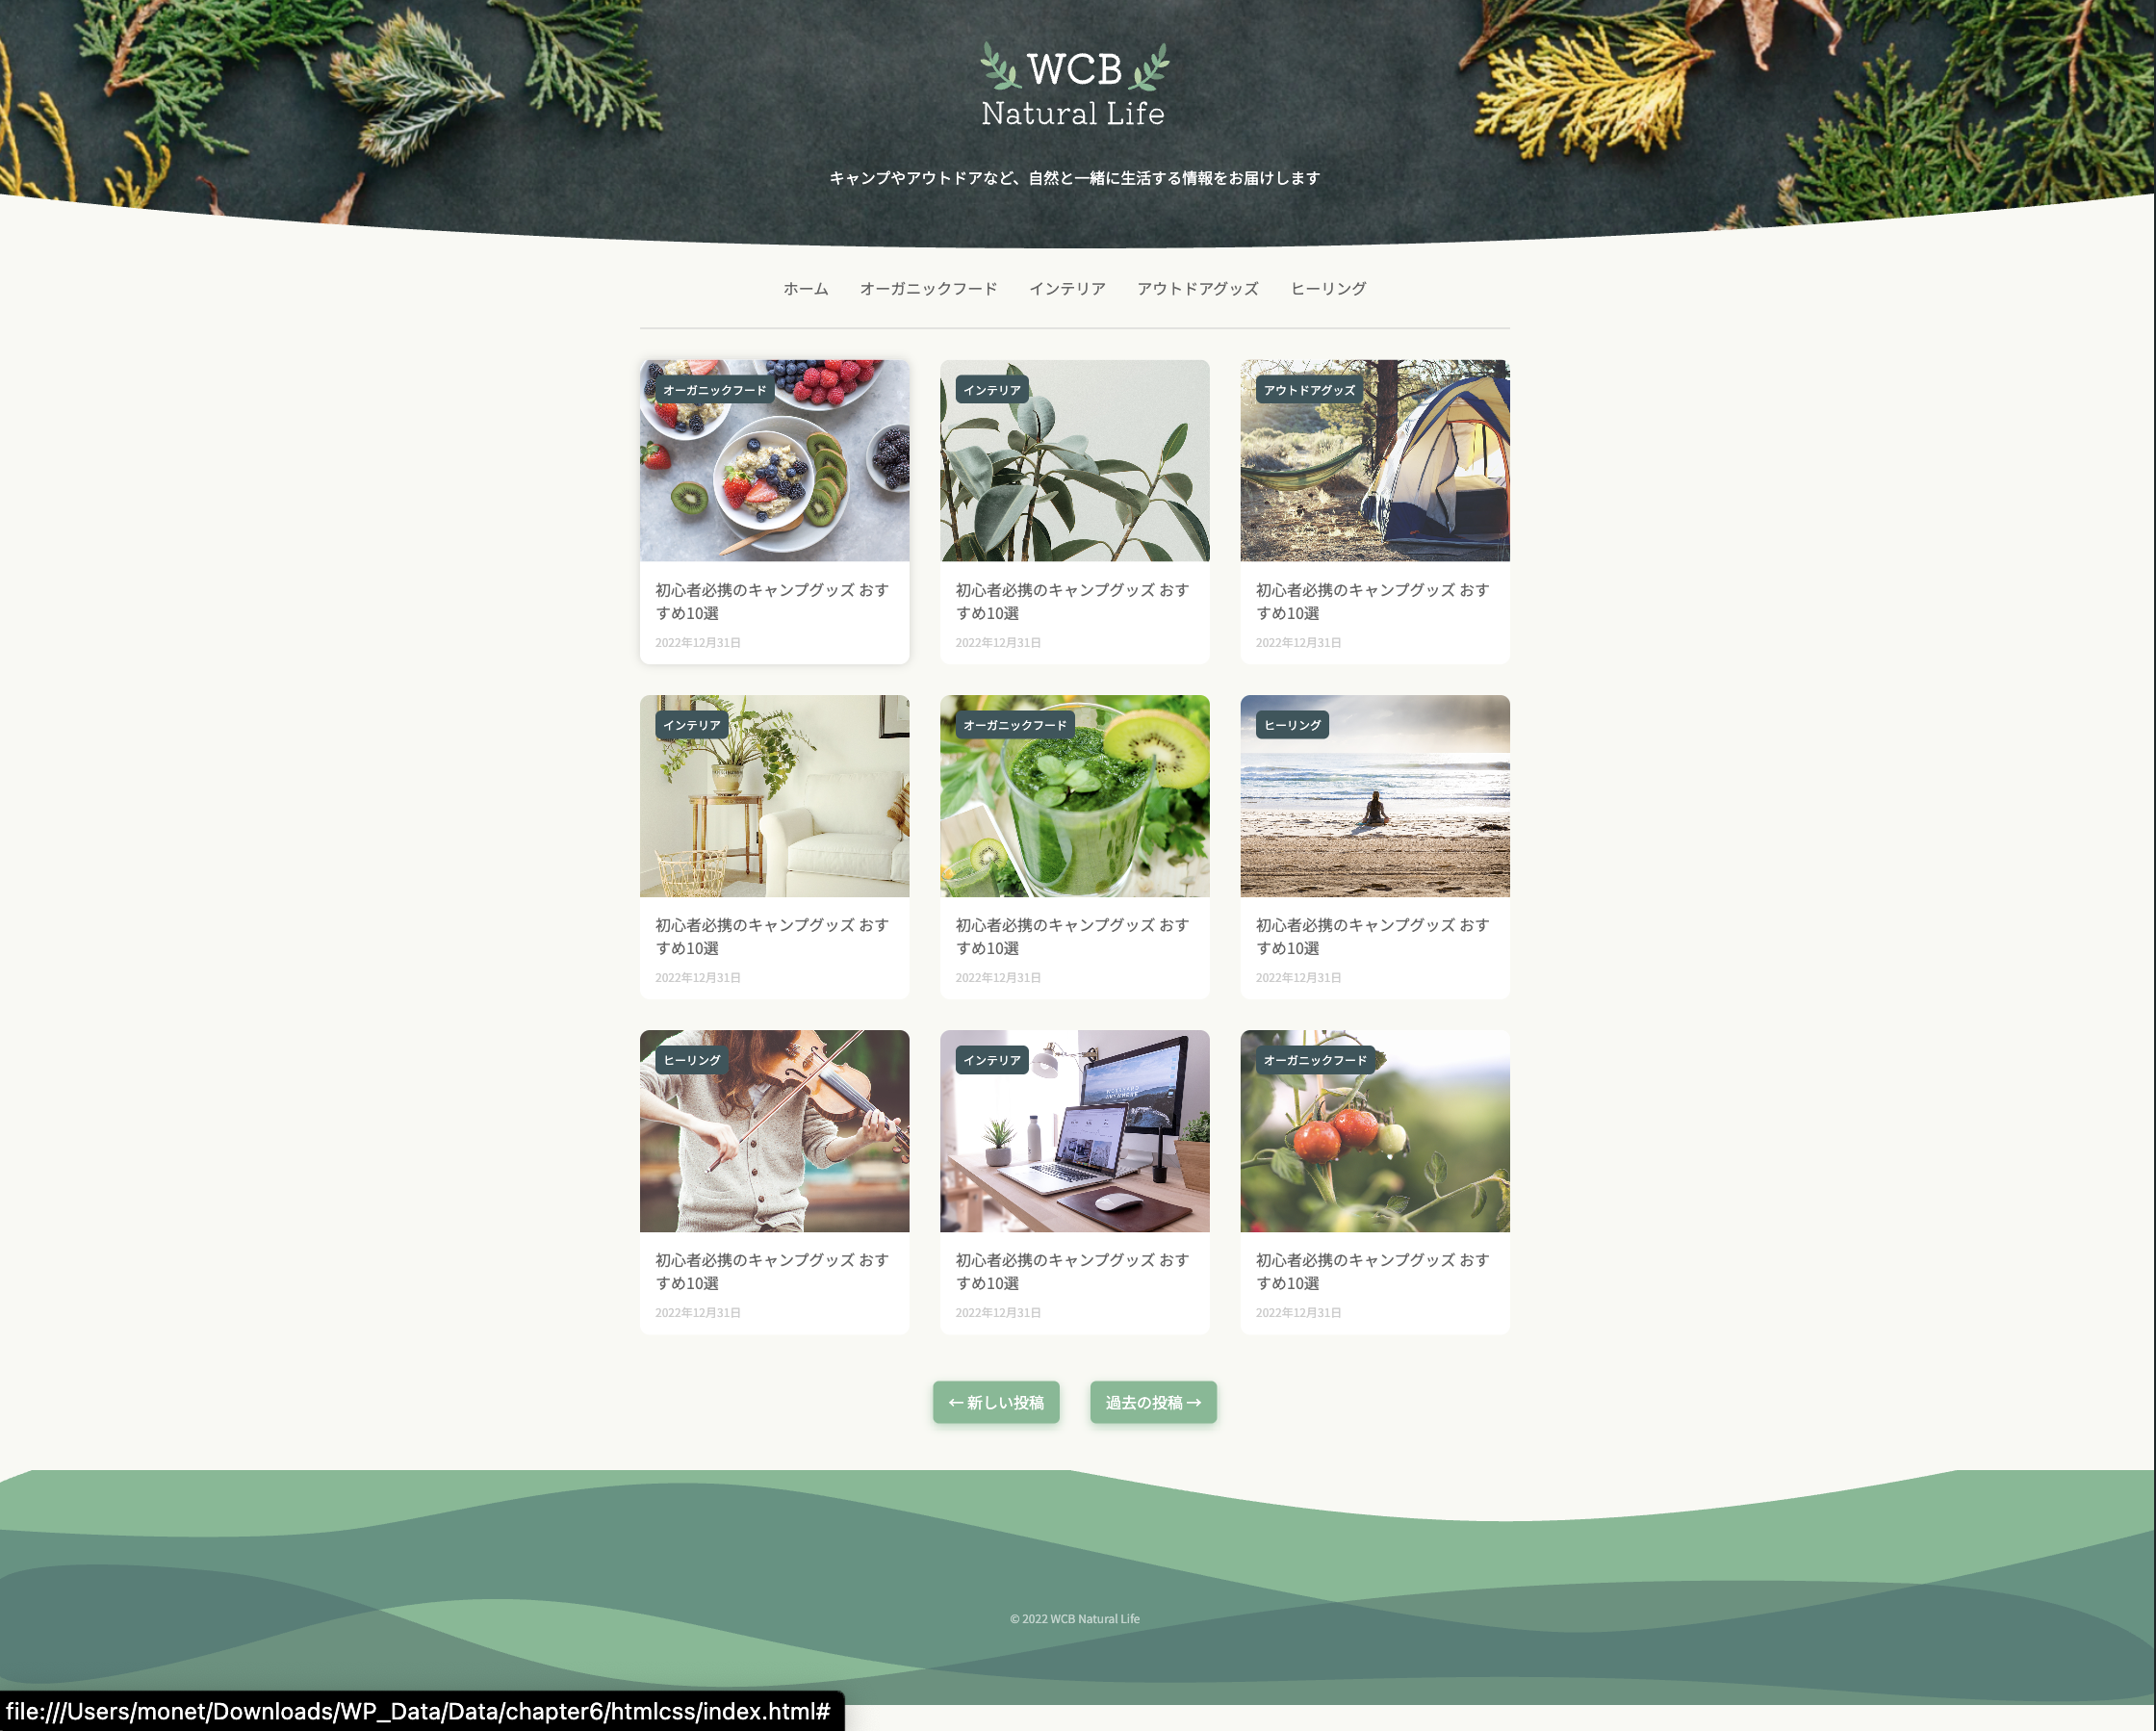 WCB
Natural Life
キャンプやアウトドアなど、自然と一緒に生活する情報をお届けします
ホーム オーガニックフード インテリア アウトドアグッズ ヒーリング
オーガニックフード
初心者必携のキャンプグッズ おす
すめ10選
2022年12月31日
インテリア
初心者必携のキャンプグッズ おす
すめ10選
2022年12月31日
アウトドアグッズ
初心者必携のキャンプグッズ おす
すめ10選
2022年12月31日
インテリア
初心者必携のキャンプグッズ おす
すめ10選
2022年12月31日
オーガニックフード
初心者必携のキャンプグッズ おす
すめ10選
2022年12月31日
ヒーリング
初心者必携のキャンプグッズ おす
すめ10選
2022年12月31日
ヒーリング
初心者必携のキャンプグッズ おす
すめ10選
2022年12月31日
インテリア
初心者必携のキャンプグッズ おす
すめ10選
2022年12月31日
オーガニックフード
初心者必携のキャンプグッズ おす
すめ10選
2022年12月31日
← 新しい投稿 過去の投稿 →
© 2022 WCB Natural Life
file:///Users/monet/Downloads/WP_Data/Data/chapter6/htmlcss/index.html#